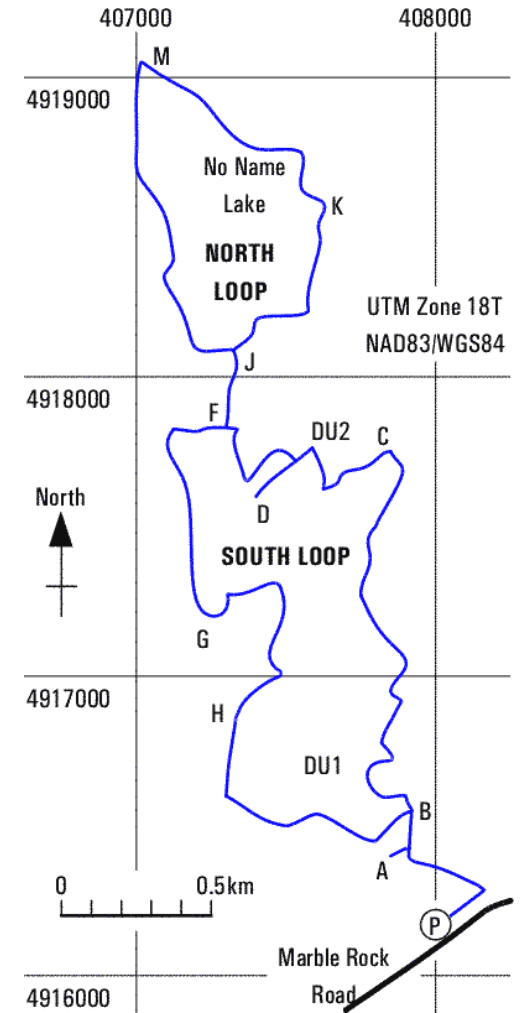 407000 408000
M
4919000
No Name
Lake
K
NORTH
LOOP
UTM Zone 18T
NAD83/WGS84
J
4918000
F
DU2
C
North
D
SOUTH LOOP
G
4917000
H
DU1
B
A
0 0.5km
P
Marble Rock
Road
4916000